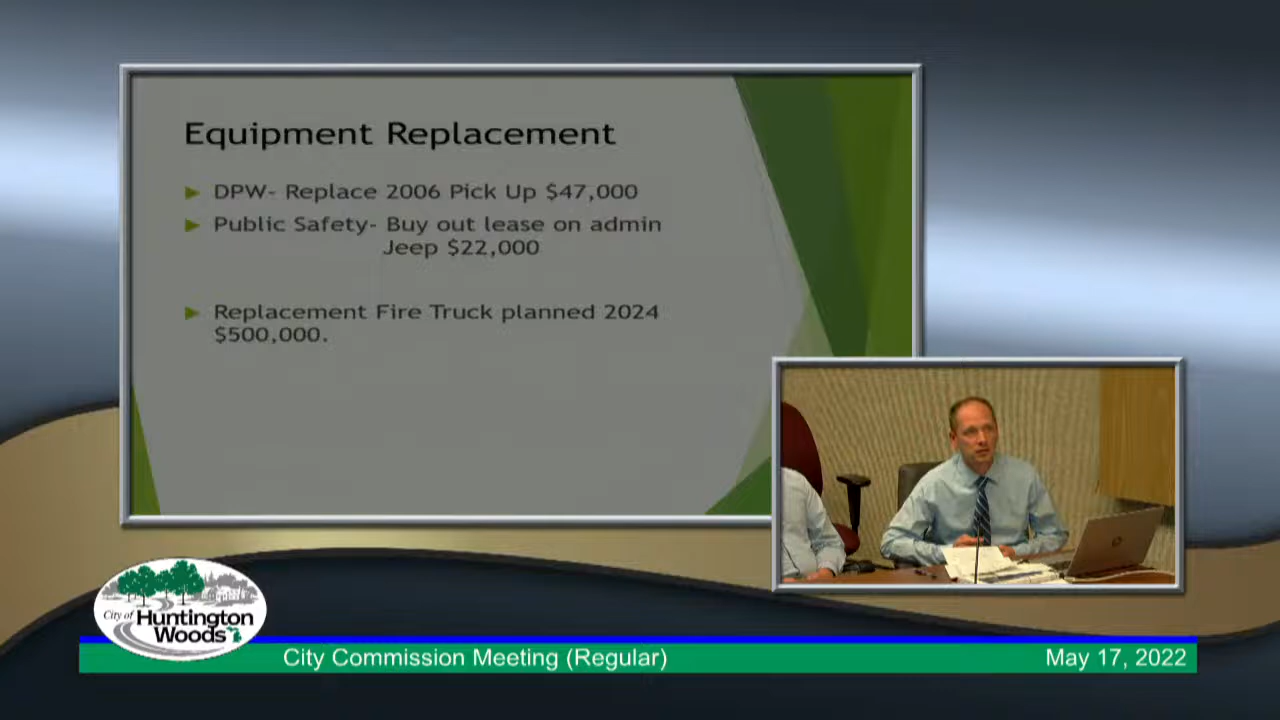 Equipment Replacement
DPW- Replace 2006 Pick Up $47,000
Public Safety- Buy out lease on admin
Jeep $22,000
Replacement Fire Truck planned 2024
$500,000.
City of
Huntington
Woods
City Commission Meeting (Regular)
May 17, 2022